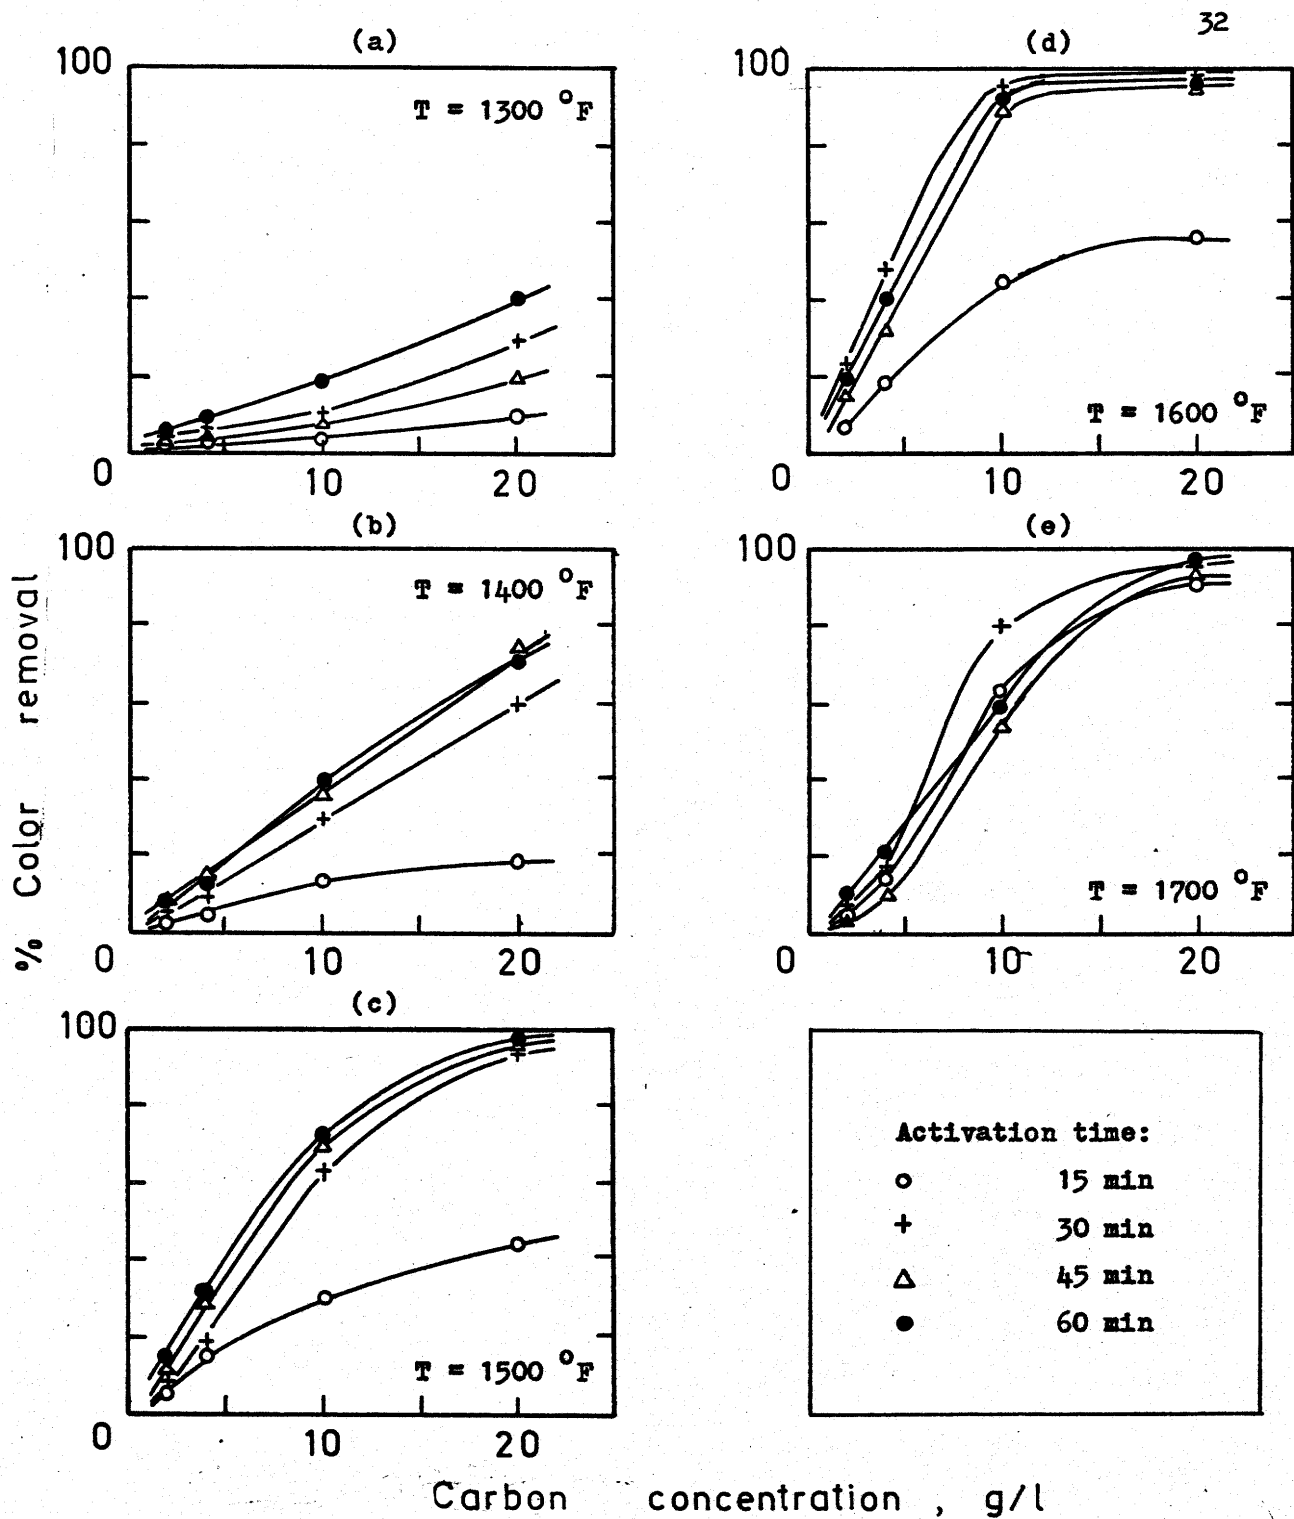 32
(a)
100
T = 1300 °F
0
10
20
(d)
100
T = 1600 °F
0
10
20
(b)
100
T = 1400 °F
0
10
20
(e)
100
T = 1700 °F
0
10
20
(c)
100
T = 1500 °F
0
10
20
% Color removal
Activation time:
15 min
30 min
45 min
60 min
Carbon concentration , g/l